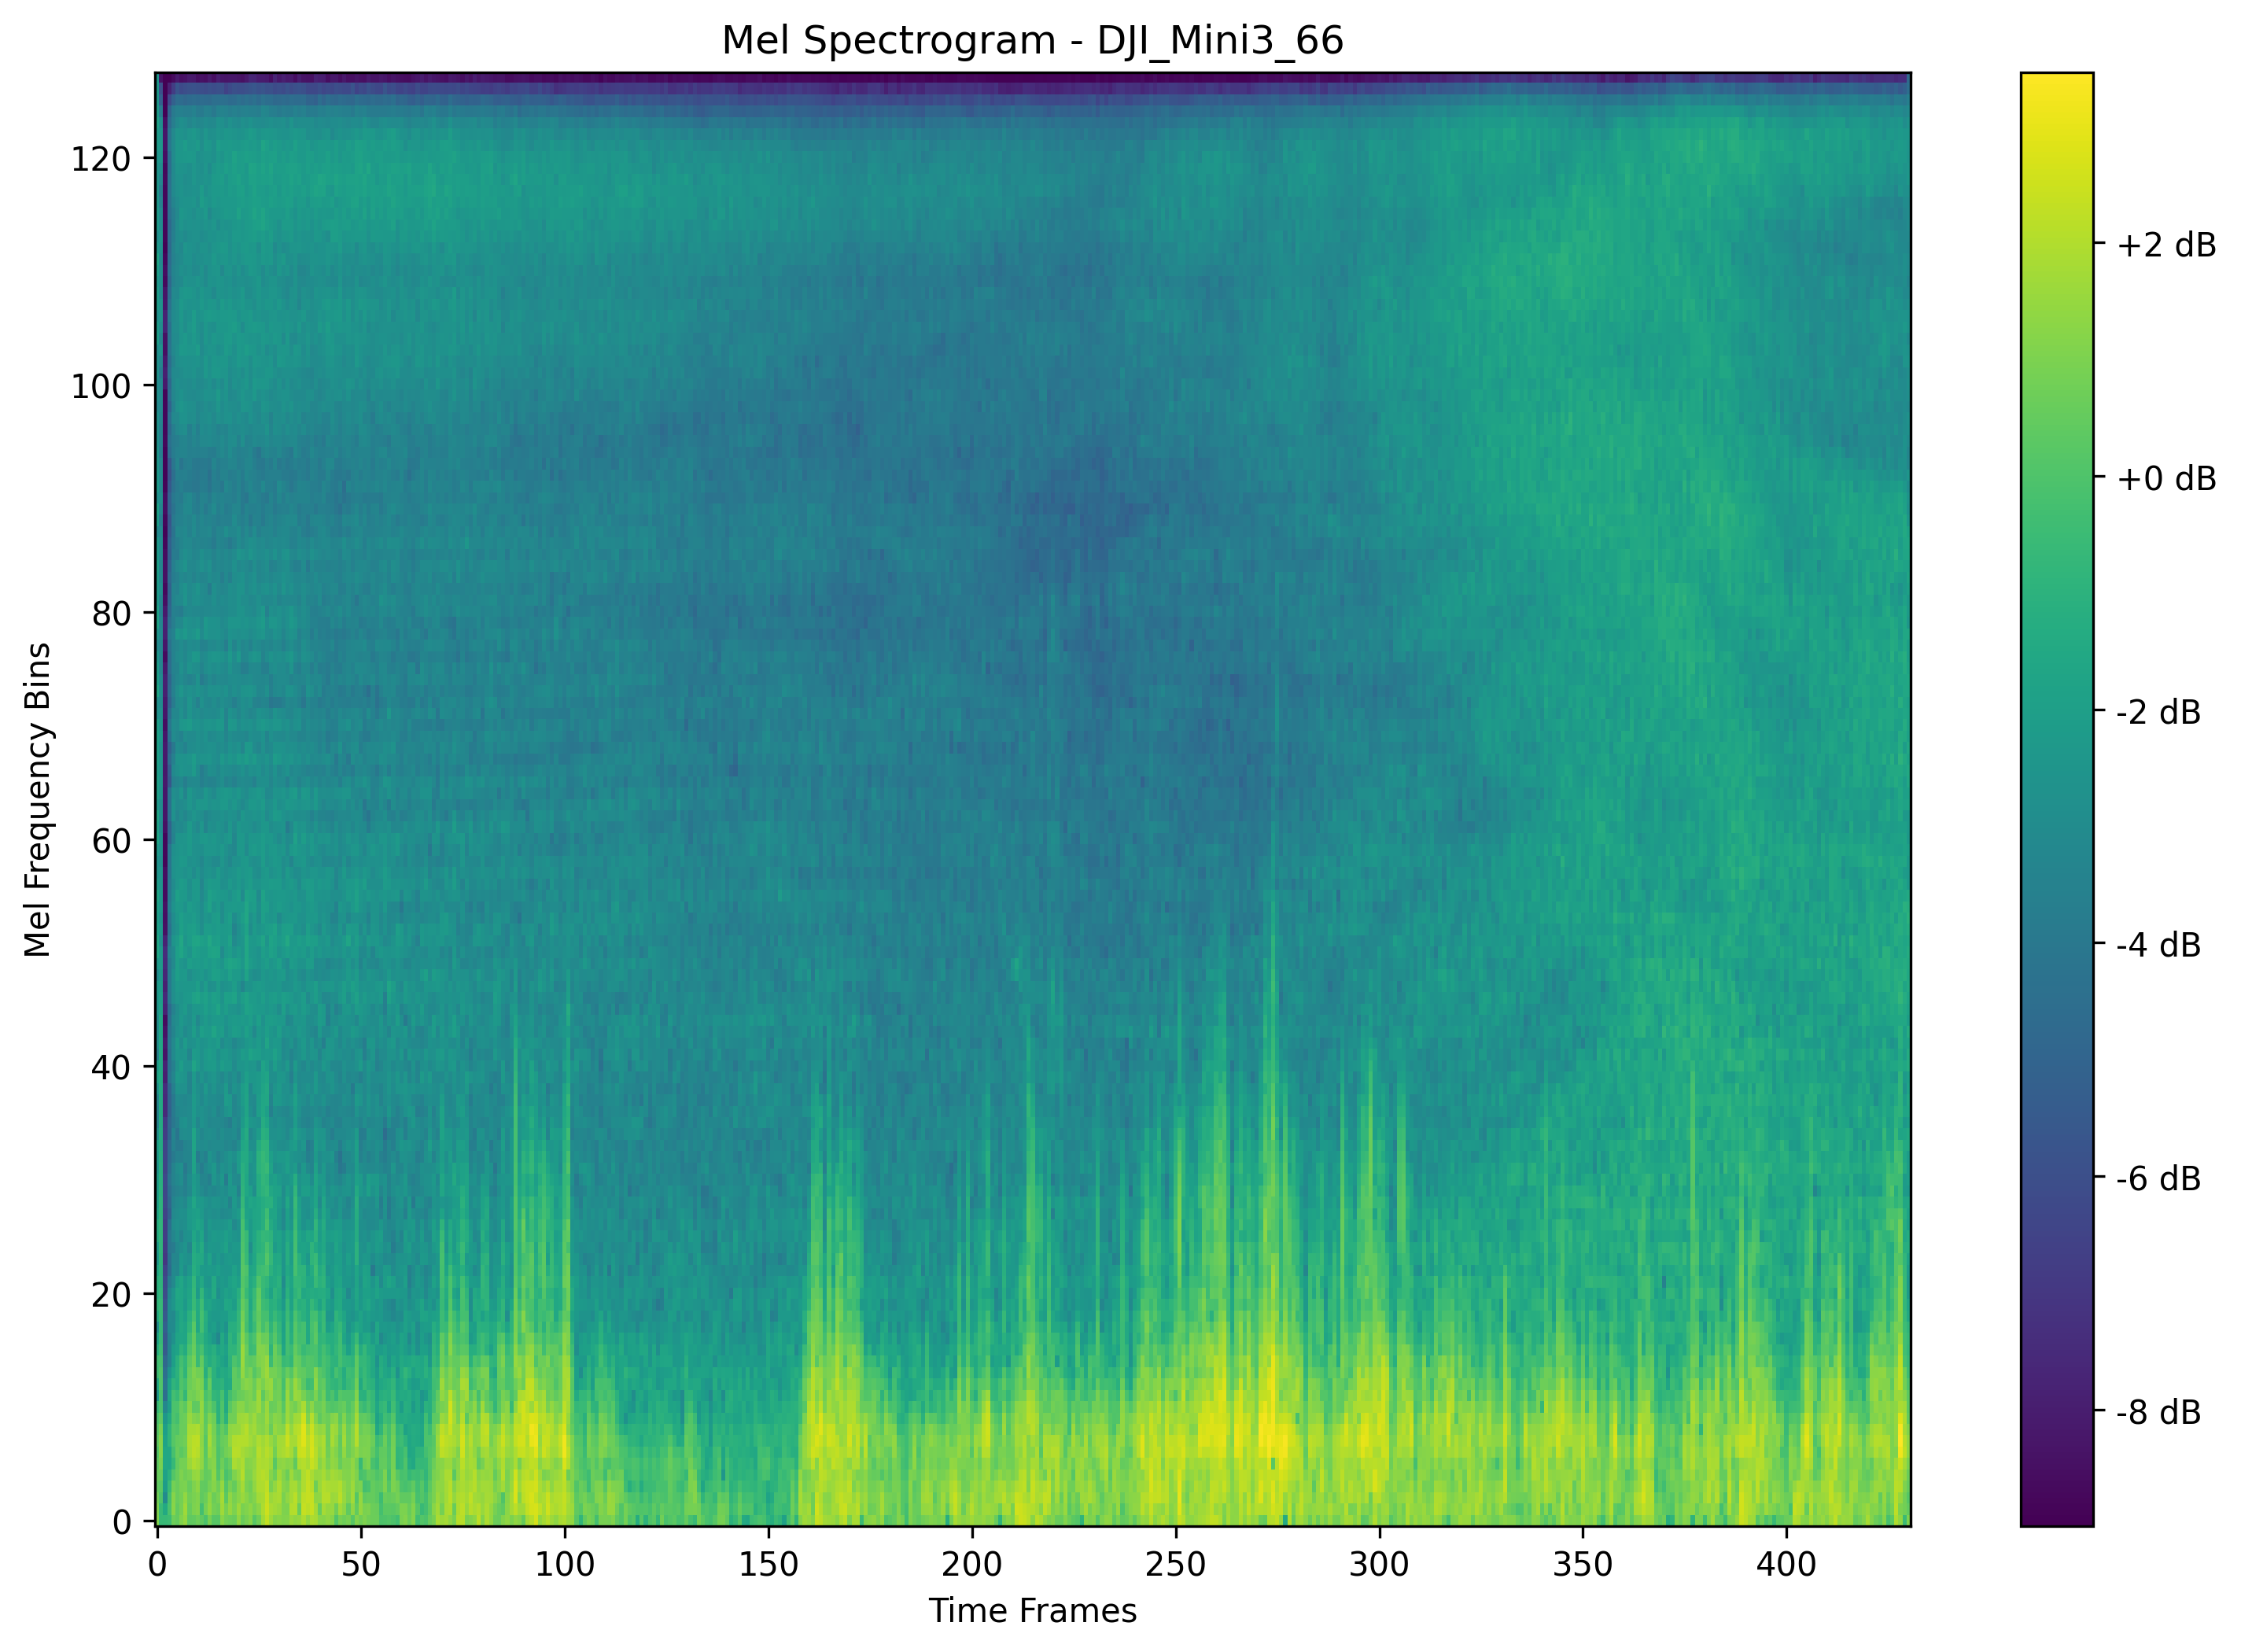 Mel Spectrogram - DJI_Mini3_66
Mel Frequency Bins
120
100
80
60
40
20
0
0 50 100 150 200 250 300 350 400
Time Frames
+2 dB
+0 dB
-2 dB
-4 dB
-6 dB
-8 dB